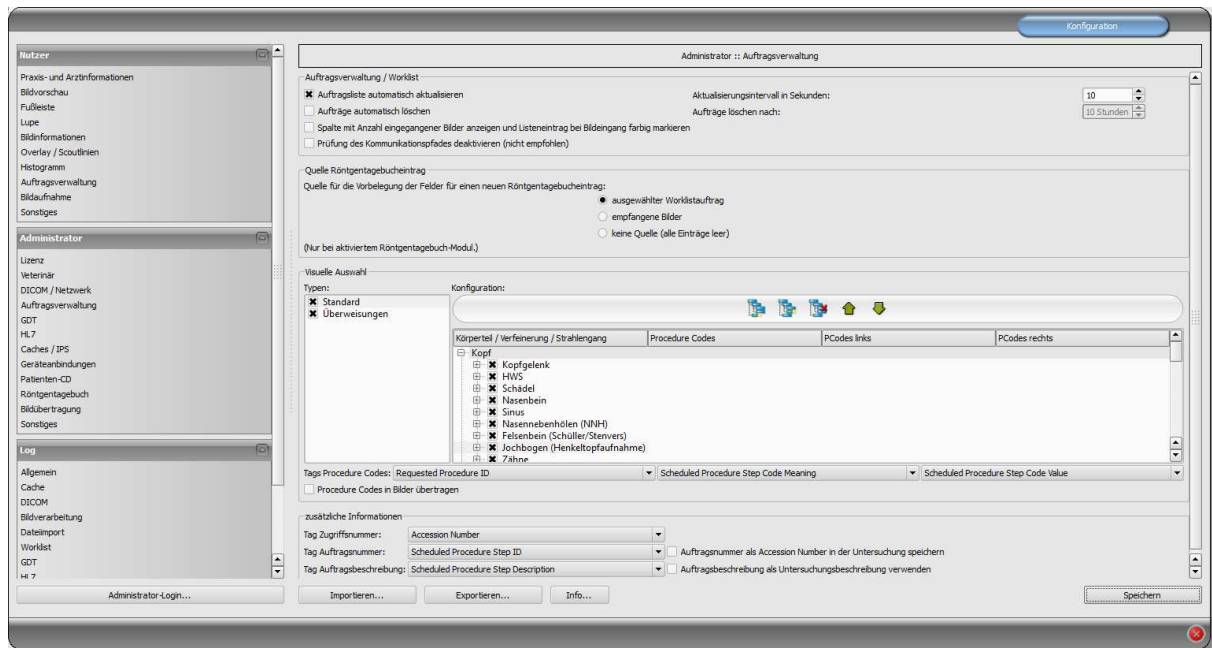 Konfiguration
Nutzer
Praxis- und Arztinformationen
Bildvorschau
Fußleiste
Lupe
Bildinformationen
Overlay / Scoutlinien
Histogramm
Auftragsverwaltung
Bildaufnahme
Sonstiges
Administrator
Lizenz
Veterinär
DICOM / Netzwerk
Auftragsverwaltung
GDT
HL7
Caches / IPS
Geräteanbindungen
Patienten-CD
Röntgentagebuch
Bildübertragung
Sonstiges
Log
Allgemein
Cache
DICOM
Bildverarbeitung
Dateiimport
Worklist
GDT
HL7
Administrator-Login...
Administrator :: Auftragsverwaltung
Auftragsverwaltung / Worklist
Auftragsliste automatisch aktualisieren
Aktualisierungsintervall in Sekunden:
10
Aufträge automatisch löschen
Aufträge löschen nach:
10 Stunden
Spalte mit Anzahl eingegangener Bilder anzeigen und Listeneintrag bei Bildeingang farbig markieren
Prüfung des Kommunikationspfades deaktivieren (nicht empfohlen)
Quelle Röntgentagebucheintrag
Quelle für die Vorbelegung der Felder für einen neuen Röntgentagebucheintrag:
ausgewählter Worklistauftrag
empfangene Bilder
keine Quelle (alle Einträge leer)
(Nur bei aktiviertem Röntgentagebuch-Modul.)
Visuelle Auswahl
Typen:
Standard
Überweisungen
Konfiguration:
Körperteil / Verfeinerung / Strahlengang
Procedure Codes
PCodes links
PCodes rechts
Kopf
Kopfgelenk
HWS
Schädel
Nasenbein
Sinus
Nasennebenhölen (NNH)
Felsenbein (Schüller/Stenvers)
Jochbogen (Henkeltopfaufnahme)
Zähne
Tags Procedure Codes:
Requested Procedure ID
Scheduled Procedure Step Code Meaning
Scheduled Procedure Step Code Value
Procedure Codes in Bilder übertragen
zusätzliche Informationen
Tag Zugriffsnummer:
Accession Number
Tag Auftragsnummer:
Scheduled Procedure Step ID
Auftragsnummer als Accession Number in der Untersuchung speichern
Tag Auftragsbeschreibung:
Scheduled Procedure Step Description
Auftragsbeschreibung als Untersuchungsbeschreibung verwenden
Importieren...
Exportieren...
Info...
Speichern